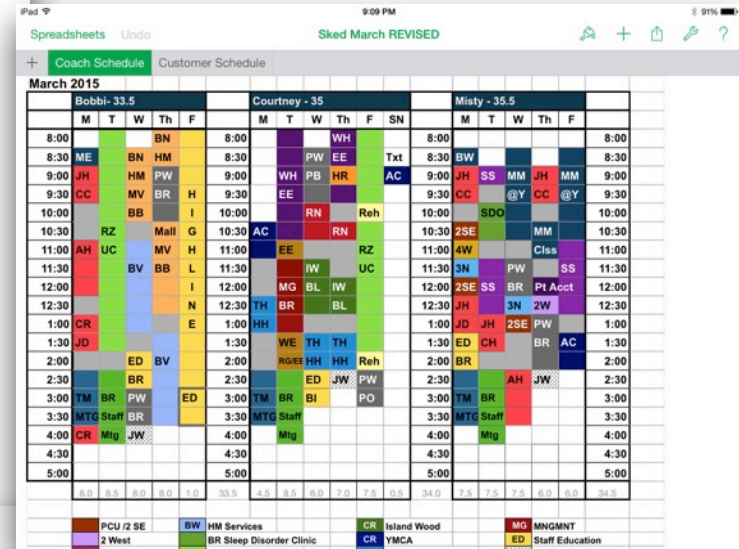 iPad 9:09 PM 91%
Spreadsheets Undo Sked March REVISED
+ Coach Schedule Customer Schedule
March 2015
Bobbi- 33.5 Courtney - 35 Misty - 35.5
M T W Th F M T W Th F SN M T W Th F
8:00 BN 8:00 WH 8:00 8:00
8:30 ME BN HM 8:30 PW EE Txt 8:30 BW 8:30
9:00 JH HM PW 9:00 WH PB HR AC 9:00 JH SS MM JH MM 9:00
9:30 CC MV BR H 9:30 EE 9:30 CC @Y CC @Y 9:30
10:00 BB I 10:00 RN Reh 10:00 SDO 10:00
10:30 RZ Mall G 10:30 AC RN 10:30 2SE MM 10:30
11:00 AH UC MV H 11:00 EE RZ 11:00 4W Clss 11:00
11:30 BV BB L 11:30 IW UC 11:30 3N PW SS 11:30
12:00 I 12:00 MG BL IW 12:00 2SE SS BR Pt Acct 12:00
12:30 N 12:30 TH BR BL 12:30 JH 3N 2W 12:30
1:00 CR E 1:00 HH 1:00 JD JH 2SE PW 1:00
1:30 JD 1:30 WE TH TH 1:30 ED CH BR AC 1:30
2:00 ED BV 2:00 RG/EE HH HH Reh 2:00 BR 2:00
2:30 BR 2:30 ED JW PW 2:30 AH JW 2:30
3:00 TM BR PW ED 3:00 TM BR BI PO 3:00 TM BR 3:00
3:30 MTG Staff BR 3:30 MTG Staff 3:30 MTG Staff 3:30
4:00 CR Mtg JW 4:00 Mtg 4:00 Mtg 4:00
4:30 4:30 4:30 4:30
5:00 5:00 5:00 5:00
8.0 8.5 8.0 8.0 1.0 33.5 4.5 8.5 6.0 7.0 7.5 0.5 34.0 7.5 7.5 7.5 6.0 6.0 34.5
PCU /2 SE BW HM Services CR Island Wood MG MNGMNT
2 West BR Sleep Disorder Clinic CR YMCA ED Staff Education